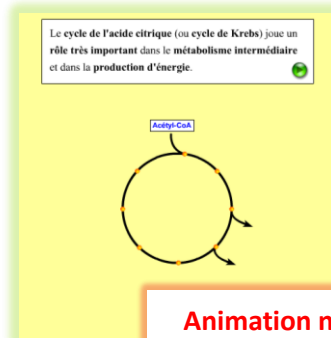 Le cycle de l'acide citrique (ou cycle de Krebs) joue un
rôle très important dans le métabolisme intermédiaire
et dans la production d'énergie.
Acétyl-CoA
Animation